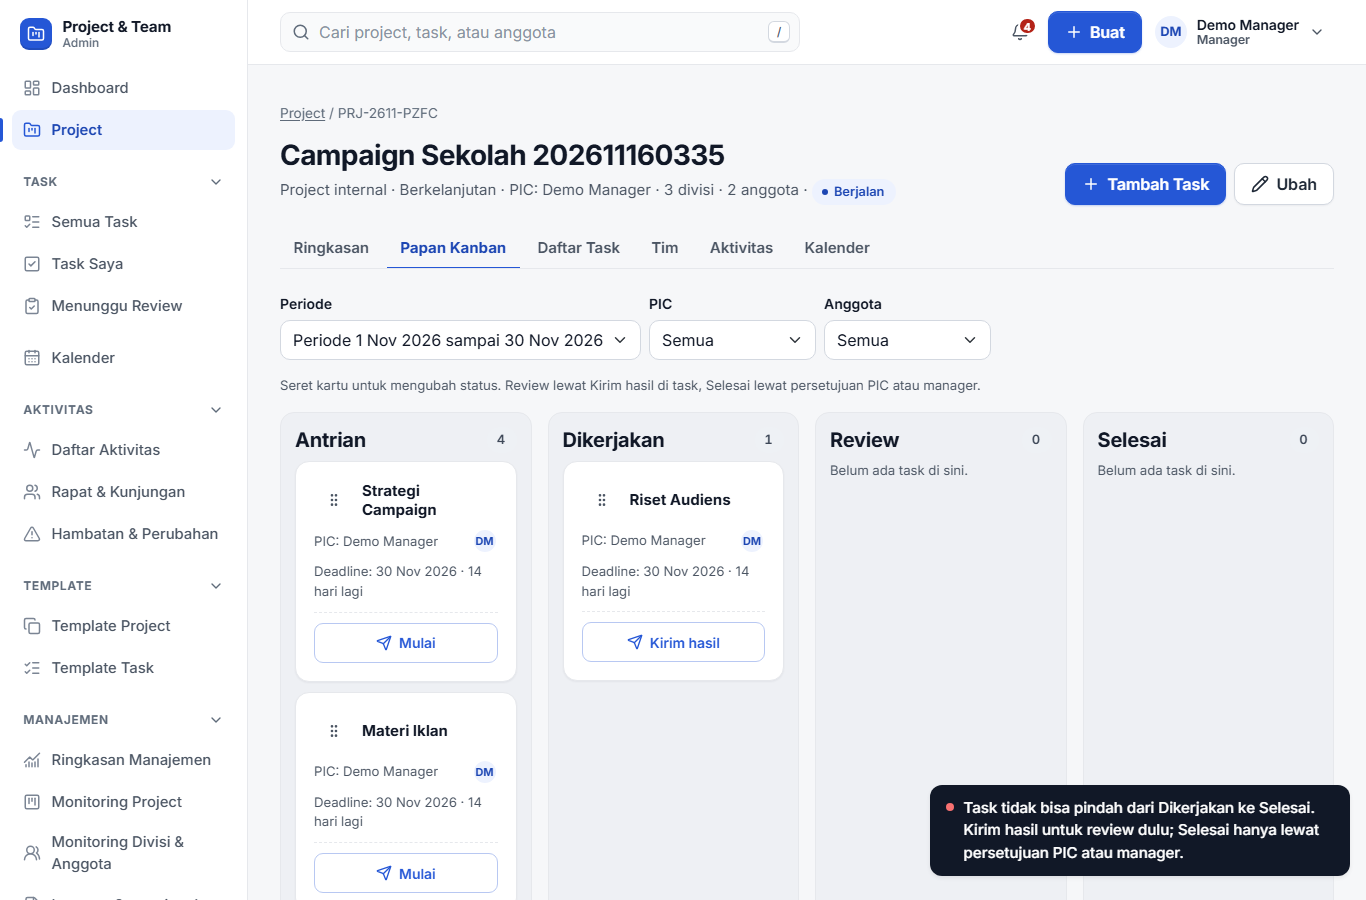 Project & Team
Admin
Cari project, task, atau anggota
/
4
Buat
DM
Demo Manager
Manager
Dashboard
Project
TASK
Semua Task
Task Saya
Menunggu Review
Kalender
AKTIVITAS
Daftar Aktivitas
Rapat & Kunjungan
Hambatan & Perubahan
TEMPLATE
Template Project
Template Task
MANAJEMEN
Ringkasan Manajemen
Monitoring Project
Monitoring Divisi &
Anggota
Project / PRJ-2611-PZFC
Campaign Sekolah 202611160335
Project internal · Berkelanjutan · PIC: Demo Manager · 3 divisi · 2 anggota · Berjalan
Tambah Task
Ubah
Ringkasan
Papan Kanban
Daftar Task
Tim
Aktivitas
Kalender
Periode
PIC
Anggota
Periode 1 Nov 2026 sampai 30 Nov 2026
Semua
Semua
Seret kartu untuk mengubah status. Review lewat Kirim hasil di task, Selesai lewat persetujuan PIC atau manager.
Antrian 4
Strategi
Campaign
PIC: Demo Manager DM
Deadline: 30 Nov 2026 · 14
hari lagi
Mulai
Materi Iklan
PIC: Demo Manager DM
Deadline: 30 Nov 2026 · 14
hari lagi
Mulai
Dikerjakan 1
Riset Audiens
PIC: Demo Manager DM
Deadline: 30 Nov 2026 · 14
hari lagi
Kirim hasil
Review 0
Belum ada task di sini.
Selesai 0
Belum ada task di sini.
Task tidak bisa pindah dari Dikerjakan ke Selesai.
Kirim hasil untuk review dulu; Selesai hanya lewat
persetujuan PIC atau manager.